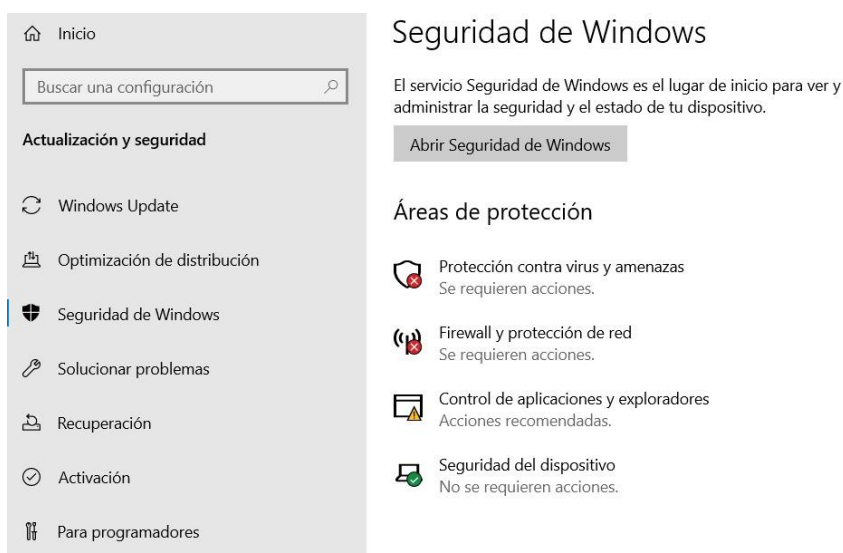 Inicio
Buscar una configuración
Actualización y seguridad
Windows Update
Optimización de distribución
Seguridad de Windows
Solucionar problemas
Recuperación
Activación
Para programadores
Seguridad de Windows
El servicio Seguridad de Windows es el lugar de inicio para ver y
administrar la seguridad y el estado de tu dispositivo.
Abrir Seguridad de Windows
Áreas de protección
Protección contra virus y amenazas
Se requieren acciones.
Firewall y protección de red
Se requieren acciones.
Control de aplicaciones y exploradores
Acciones recomendadas.
Seguridad del dispositivo
No se requieren acciones.